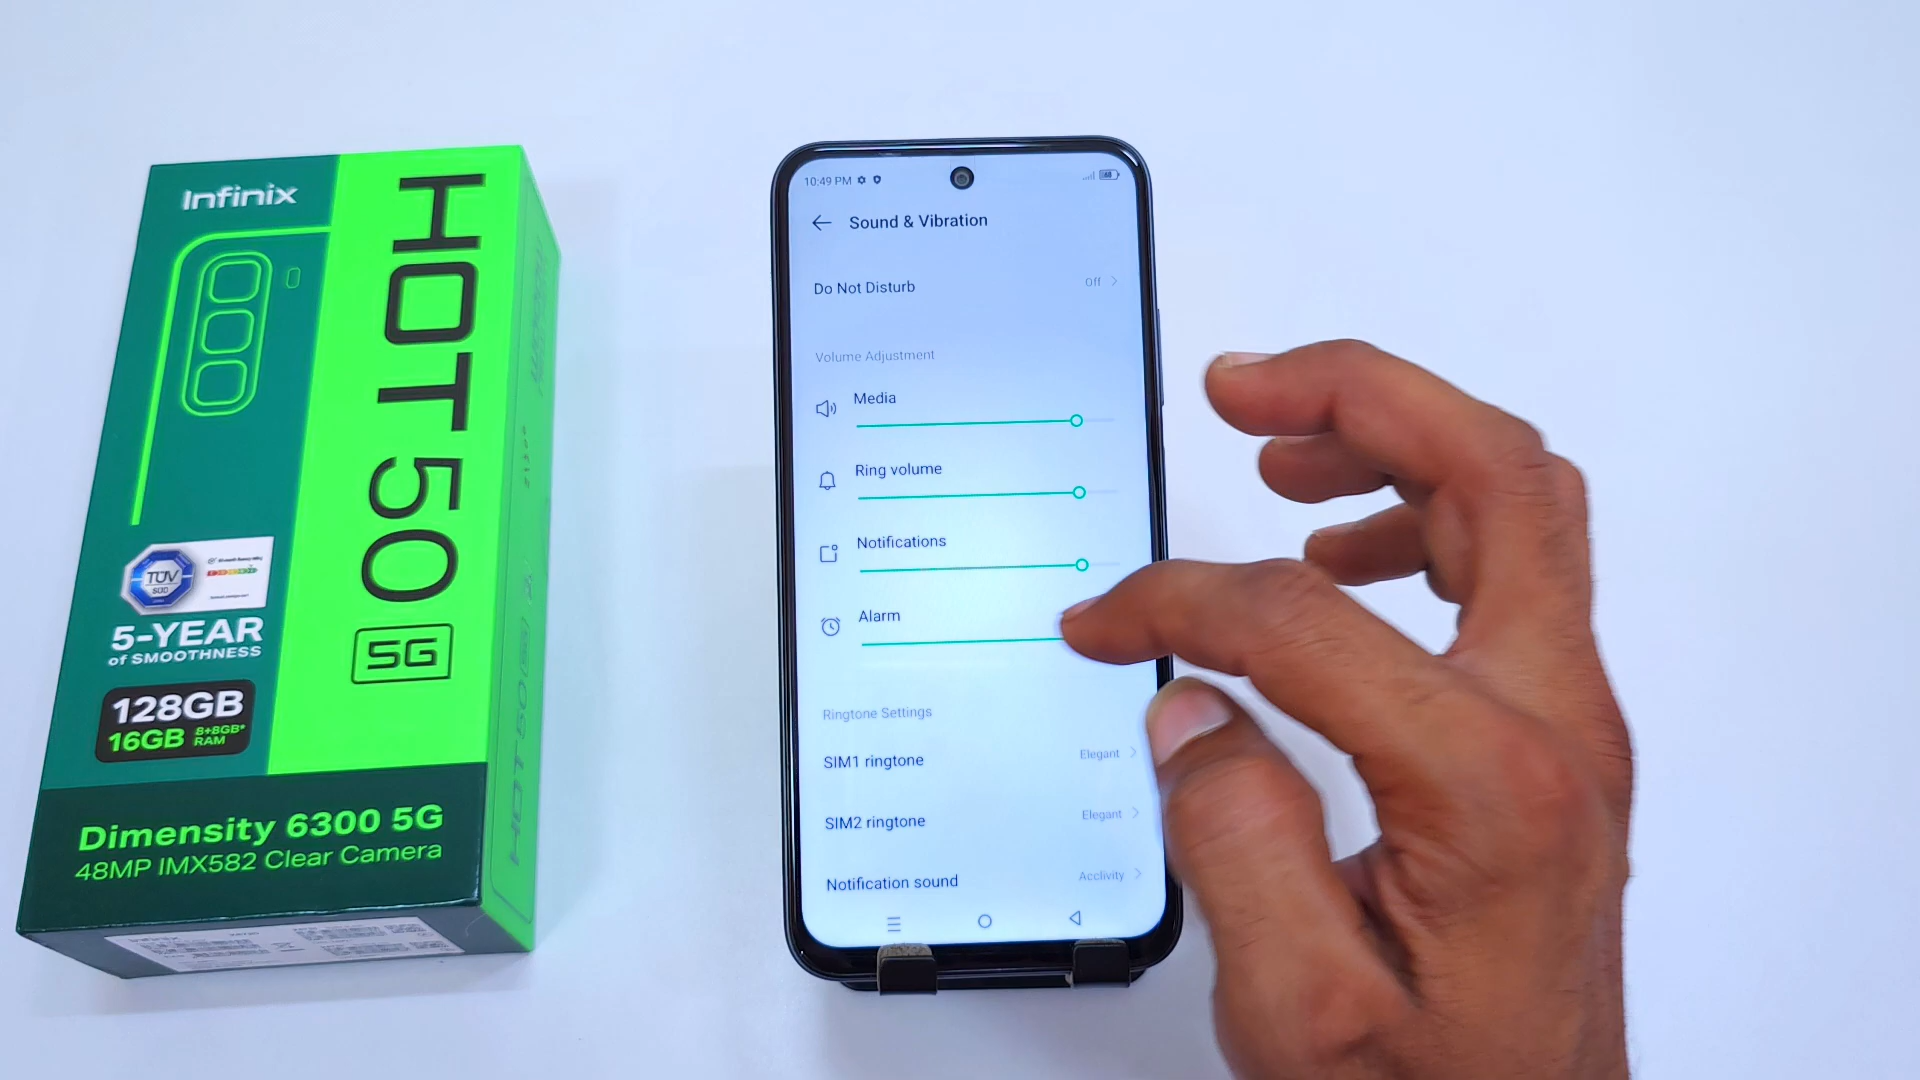 Infinix
HOT 50
5G
TÜV
SÜD
5-YEAR
of SMOOTHNESS
128GB
16GB 8+8GB*
RAM
Dimensity 6300 5G
48MP IMX582 Clear Camera
10:49 PM
Sound & Vibration
Do Not Disturb Off
Volume Adjustment
Media
Ring volume
Notifications
Alarm
Ringtone Settings
SIM1 ringtone Elegant
SIM2 ringtone Elegant
Notification sound Acclivity